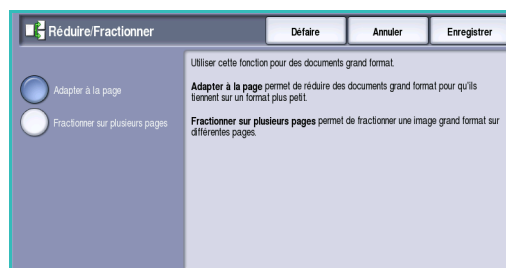 Réduire/Fractionner
Défaire
Annuler
Enregistrer
Adapter à la page
Fractionner sur plusieurs pages
Utiliser cette fonction pour des documents grand format.
Adapter à la page permet de réduire des documents grand format pour qu'ils
tiennent sur un format plus petit.
Fractionner sur plusieurs pages permet de fractionner une image grand format sur
différentes pages.